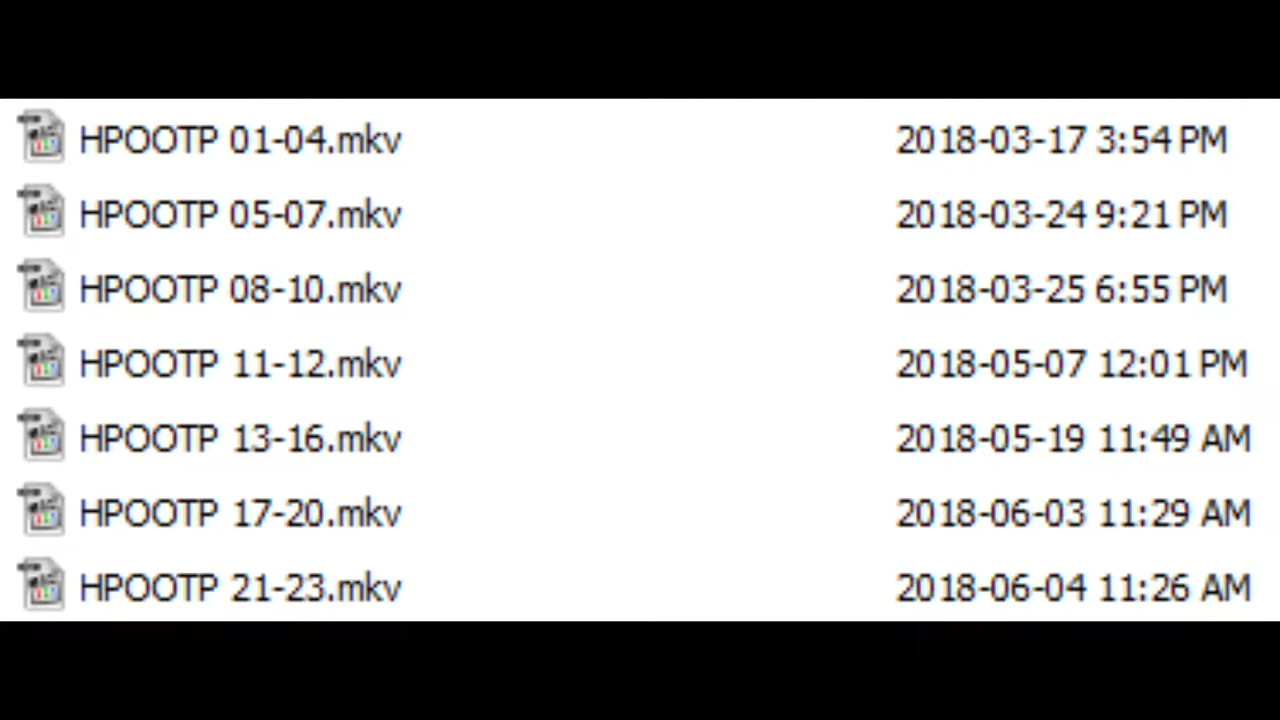 HPOOTP 01-04.mkv 2018-03-17 3:54 PM
HPOOTP 05-07.mkv 2018-03-24 9:21 PM
HPOOTP 08-10.mkv 2018-03-25 6:55 PM
HPOOTP 11-12.mkv 2018-05-07 12:01 PM
HPOOTP 13-16.mkv 2018-05-19 11:49 AM
HPOOTP 17-20.mkv 2018-06-03 11:29 AM
HPOOTP 21-23.mkv 2018-06-04 11:26 AM